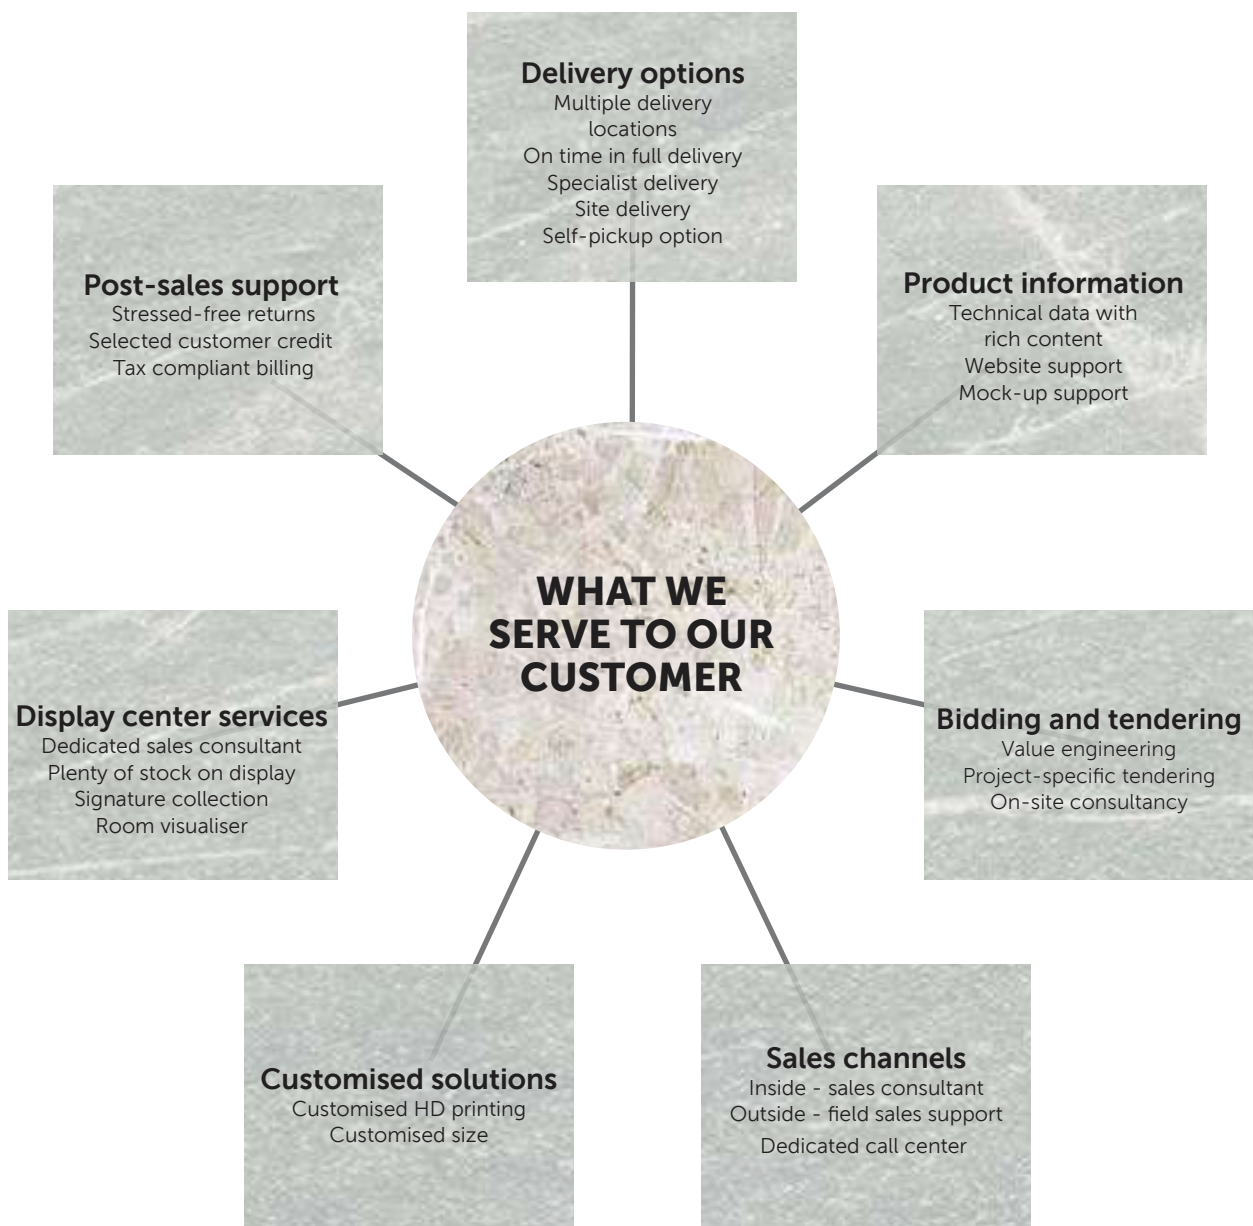 Delivery options
Multiple delivery
locations
On time in full delivery
Specialist delivery
Site delivery
Self-pickup option
Post-sales support
Stressed-free returns
Selected customer credit
Tax compliant billing
Product information
Technical data with
rich content
Website support
Mock-up support
WHAT WE
SERVE TO OUR
CUSTOMER
Display center services
Dedicated sales consultant
Plenty of stock on display
Signature collection
Room visualiser
Bidding and tendering
Value engineering
Project-specific tendering
On-site consultancy
Customised solutions
Customised HD printing
Customised size
Sales channels
Inside - sales consultant
Outside - field sales support
Dedicated call center